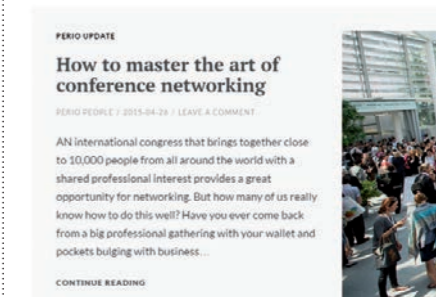 PERIO UPDATE
How to master the art of
conference networking
PERIO PEOPLE / 2015-04-26 / LEAVE A COMMENT
AN international congress that brings together close
to 10,000 people from all around the world with a
shared professional interest provides a great
opportunity for networking. But how many of us really
know how to do this well? Have you ever come back
from a big professional gathering with your wallet and
pockets bulging with business...
CONTINUE READING